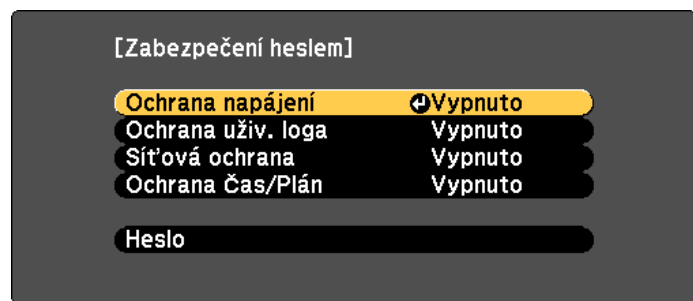 [Zabezpečení heslem]
Ochrana napájení Vypnuto
Ochrana uživ. loga Vypnuto
Síťová ochrana Vypnuto
Ochrana Čas/Plán Vypnuto
Heslo